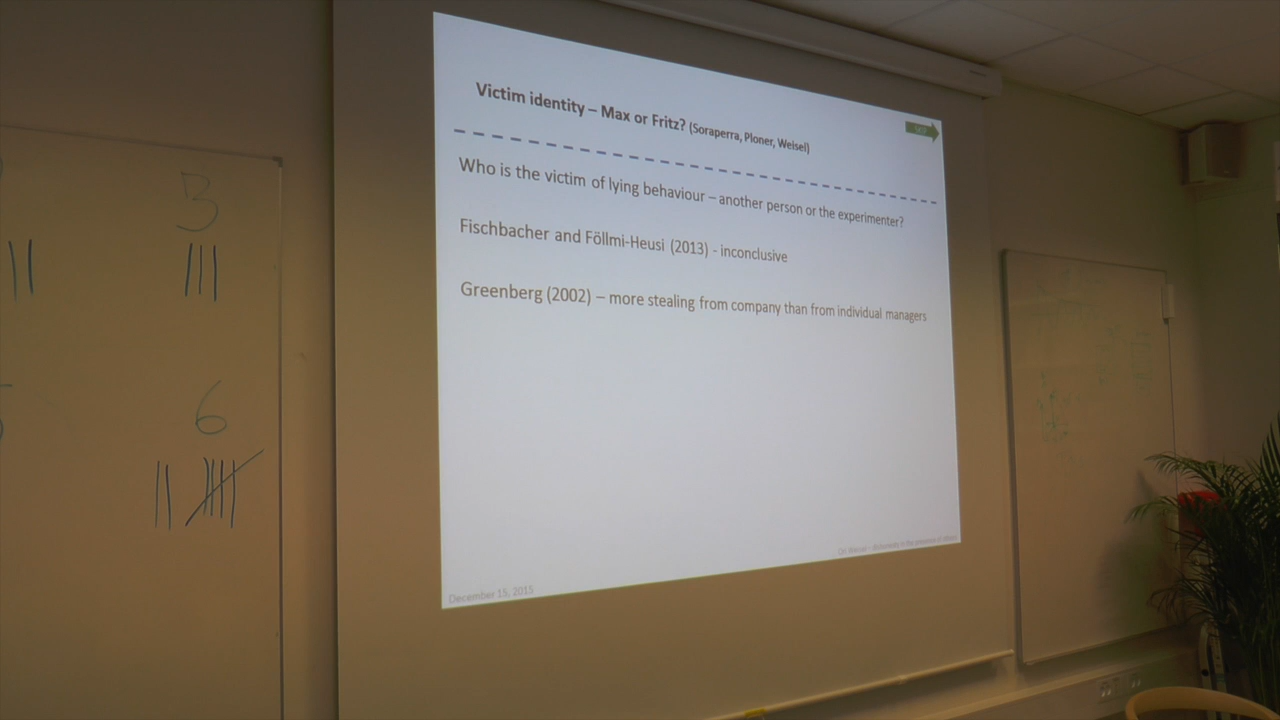 Victim identity – Max or Fritz? (Soraperra, Ploner, Weisel)
Who is the victim of lying behaviour – another person or the experimenter?
Fischbacher and Föllmi-Heusi (2013) - inconclusive
Greenberg (2002) – more stealing from company than from individual managers
December 15, 2015
3
6